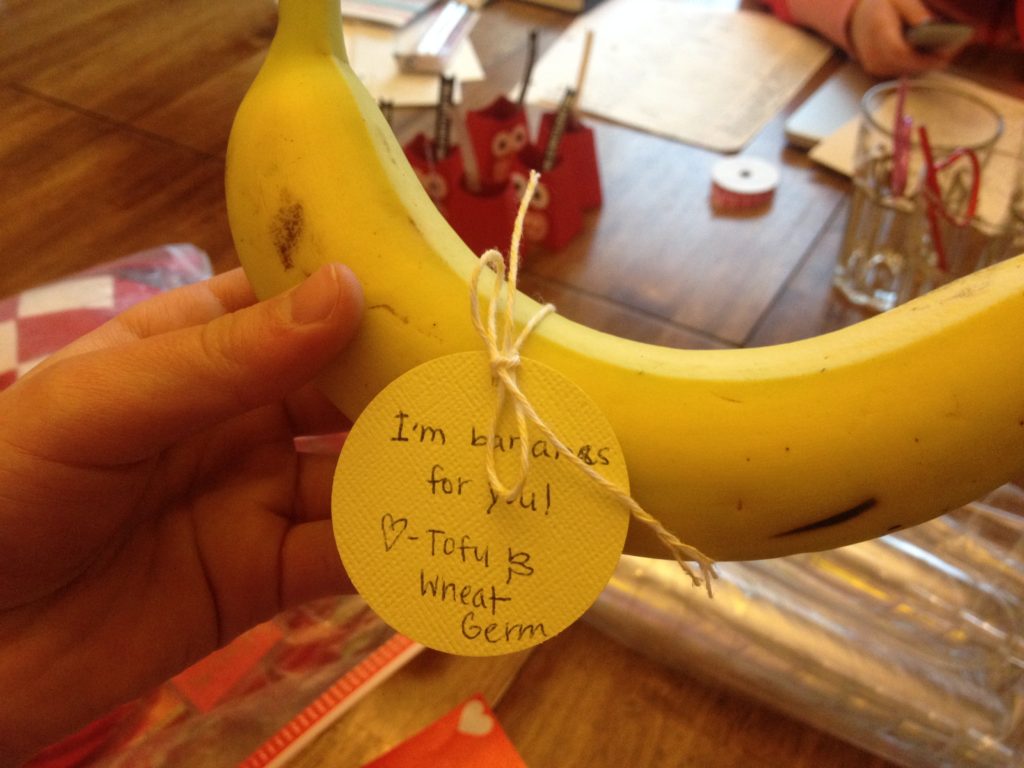 I'm bananas
for you!
♡-Tofu &
Wheat
Germ